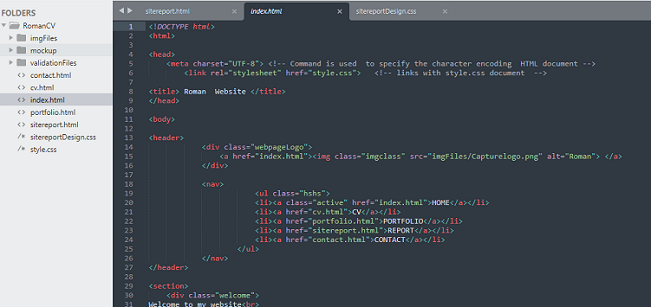 FOLDERS
RomanCV
imgFiles
mockup
validationFiles
contact.html
cv.html
index.html
portfolio.html
sitereport.html
sitereportDesign.css
style.css
sitereport.html
index.html
sitereportDesign.css
1 <!DOCTYPE html>
2 <html>
3
4 <head>
5 <meta charset="UTF-8"> <!-- Command is used to specify the character encoding HTML document -->
6 <link rel="stylesheet" href="style.css"> <!-- links with style.css document -->
7
8 <title> Roman Website </title>
9 </head>
10
11 <body>
12
13 <header>
14 <div class="webpageLogo">
15 <a href="index.html"><img class="imgclass" src="imgFiles/Capturelogo.png" alt="Roman"> </a>
16 </div>
17
18 <nav>
19 <ul class="hshs">
20 <li><a class="active" href="index.html">HOME</a></li>
21 <li><a href="cv.html">CV</a></li>
22 <li><a href="portfolio.html">PORTFOLIO</a></li>
23 <li><a href="sitereport.html">REPORT</a></li>
24 <li><a href="contact.html">CONTACT</a></li>
25 </ul>
26 </nav>
27 </header>
28
29 <section>
30 <div class="welcome">
31 Welcome to my website<br>